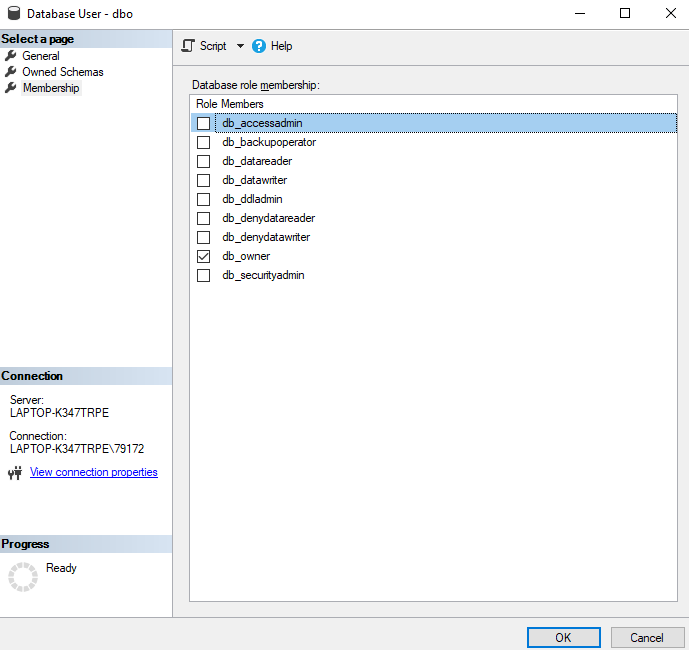 Database User - dbo
Select a page
General
Owned Schemas
Membership
Script
Help
Database role membership:
Role Members
db_accessadmin
db_backupoperator
db_datareader
db_datawriter
db_ddladmin
db_denydatareader
db_denydatawriter
db_owner
db_securityadmin
Connection
Server:
LAPTOP-K347TRPE
Connection:
LAPTOP-K347TRPE\79172
View connection properties
Progress
Ready
OK
Cancel